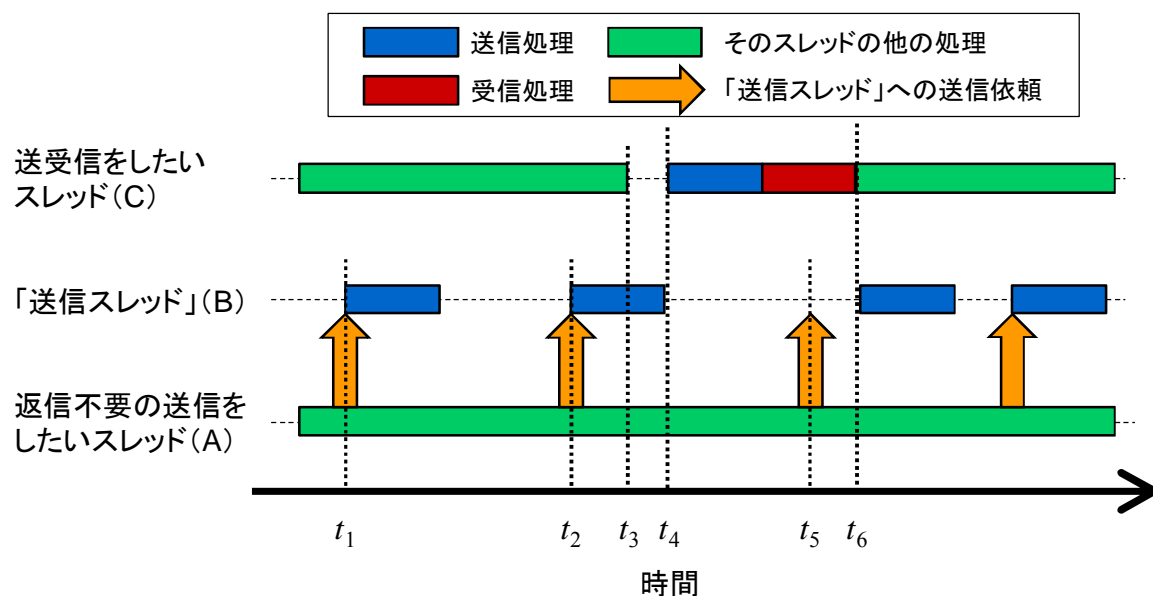 送信処理
そのスレッドの他の処理
受信処理
「送信スレッド」への送信依頼
送受信をしたい
スレッド（C）
「送信スレッド」（B）
返信不要の送信を
したいスレッド（A）
t1 t2 t3 t4 t5 t6
時間